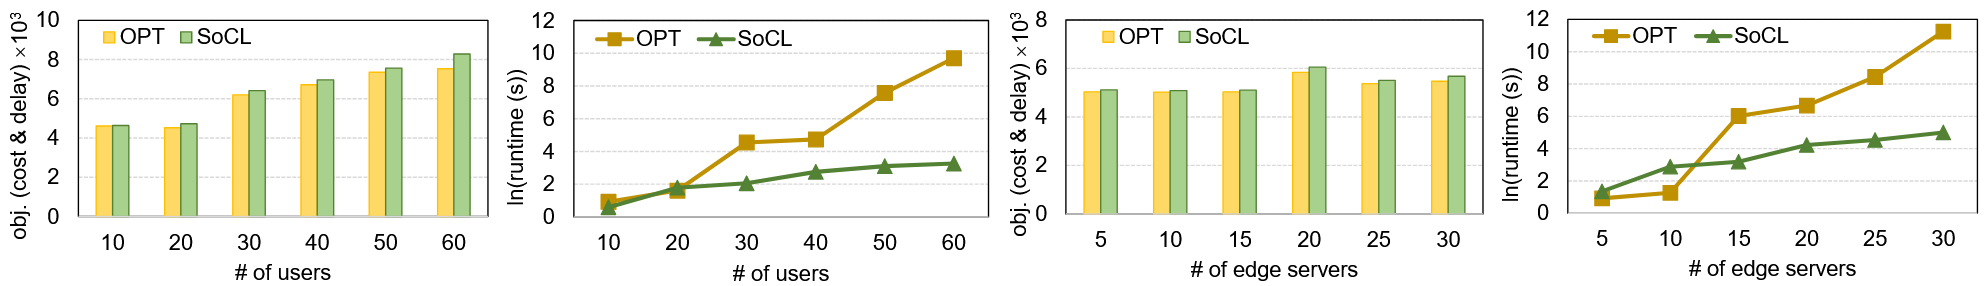 obj. (cost & delay) ×10³
10
8
6
4
2
0
OPT SoCL
10 20 30 40 50 60
# of users
ln(runtime (s))
12
10
8
6
4
2
0
OPT SoCL
10 20 30 40 50 60
# of users
obj. (cost & delay) ×10³
8
6
4
2
0
OPT SoCL
5 10 15 20 25 30
# of edge servers
ln(runtime (s))
12
10
8
6
4
2
0
OPT SoCL
5 10 15 20 25 30
# of edge servers